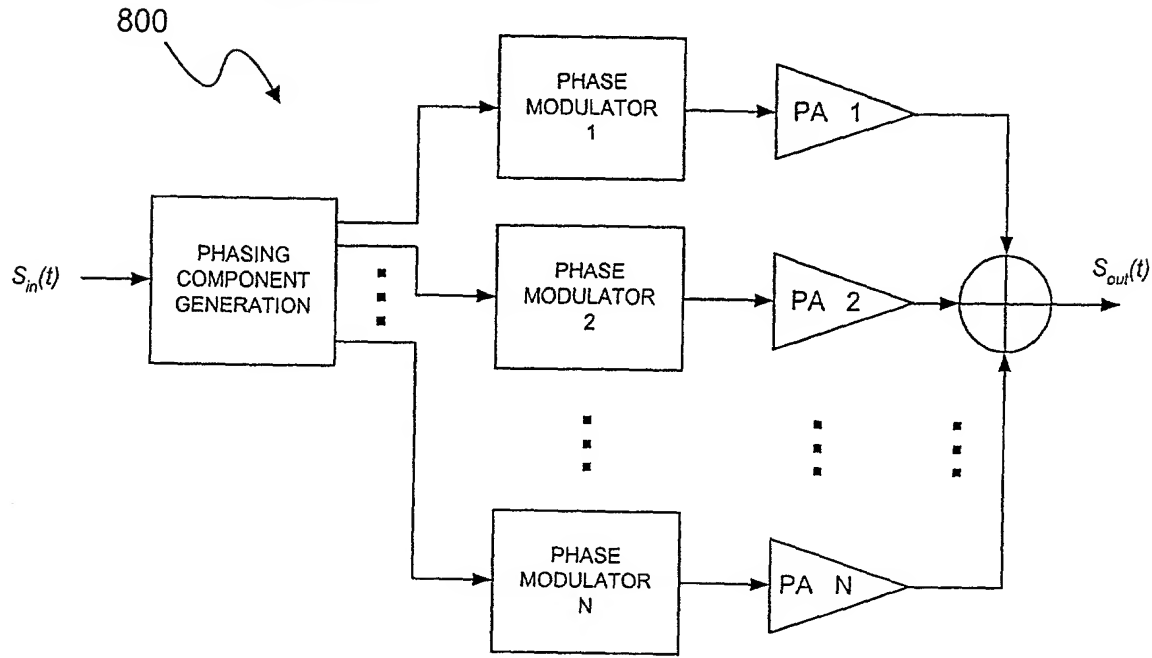 800
PHASE
MODULATOR
1
PA 1
S_in(t)
PHASING
COMPONENT
GENERATION
PHASE
MODULATOR
2
PA 2
S_out(t)
PHASE
MODULATOR
N
PA N